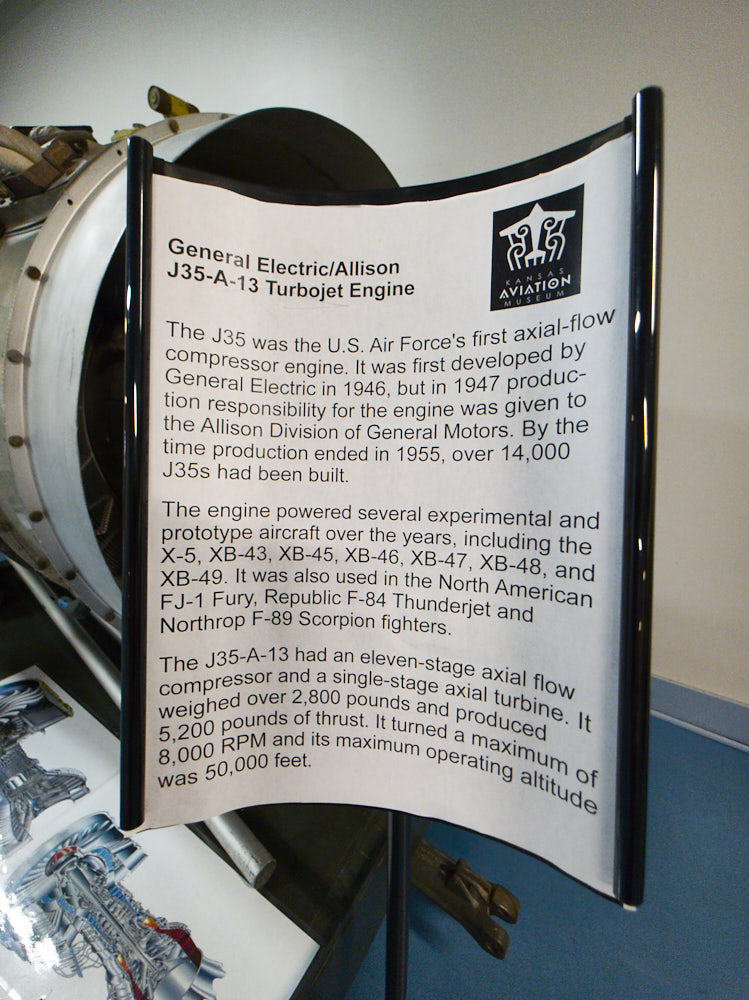 KANSAS
AVIATION
MUSEUM
General Electric/Allison
J35-A-13 Turbojet Engine
The J35 was the U.S. Air Force's first axial-flow
compressor engine. It was first developed by
General Electric in 1946, but in 1947 produc-
tion responsibility for the engine was given to
the Allison Division of General Motors. By the
time production ended in 1955, over 14,000
J35s had been built.
The engine powered several experimental and
prototype aircraft over the years, including the
X-5, XB-43, XB-45, XB-46, XB-47, XB-48, and
XB-49. It was also used in the North American
FJ-1 Fury, Republic F-84 Thunderjet and
Northrop F-89 Scorpion fighters.
The J35-A-13 had an eleven-stage axial flow
compressor and a single-stage axial turbine. It
weighed over 2,800 pounds and produced
5,200 pounds of thrust. It turned a maximum of
8,000 RPM and its maximum operating altitude
was 50,000 feet.